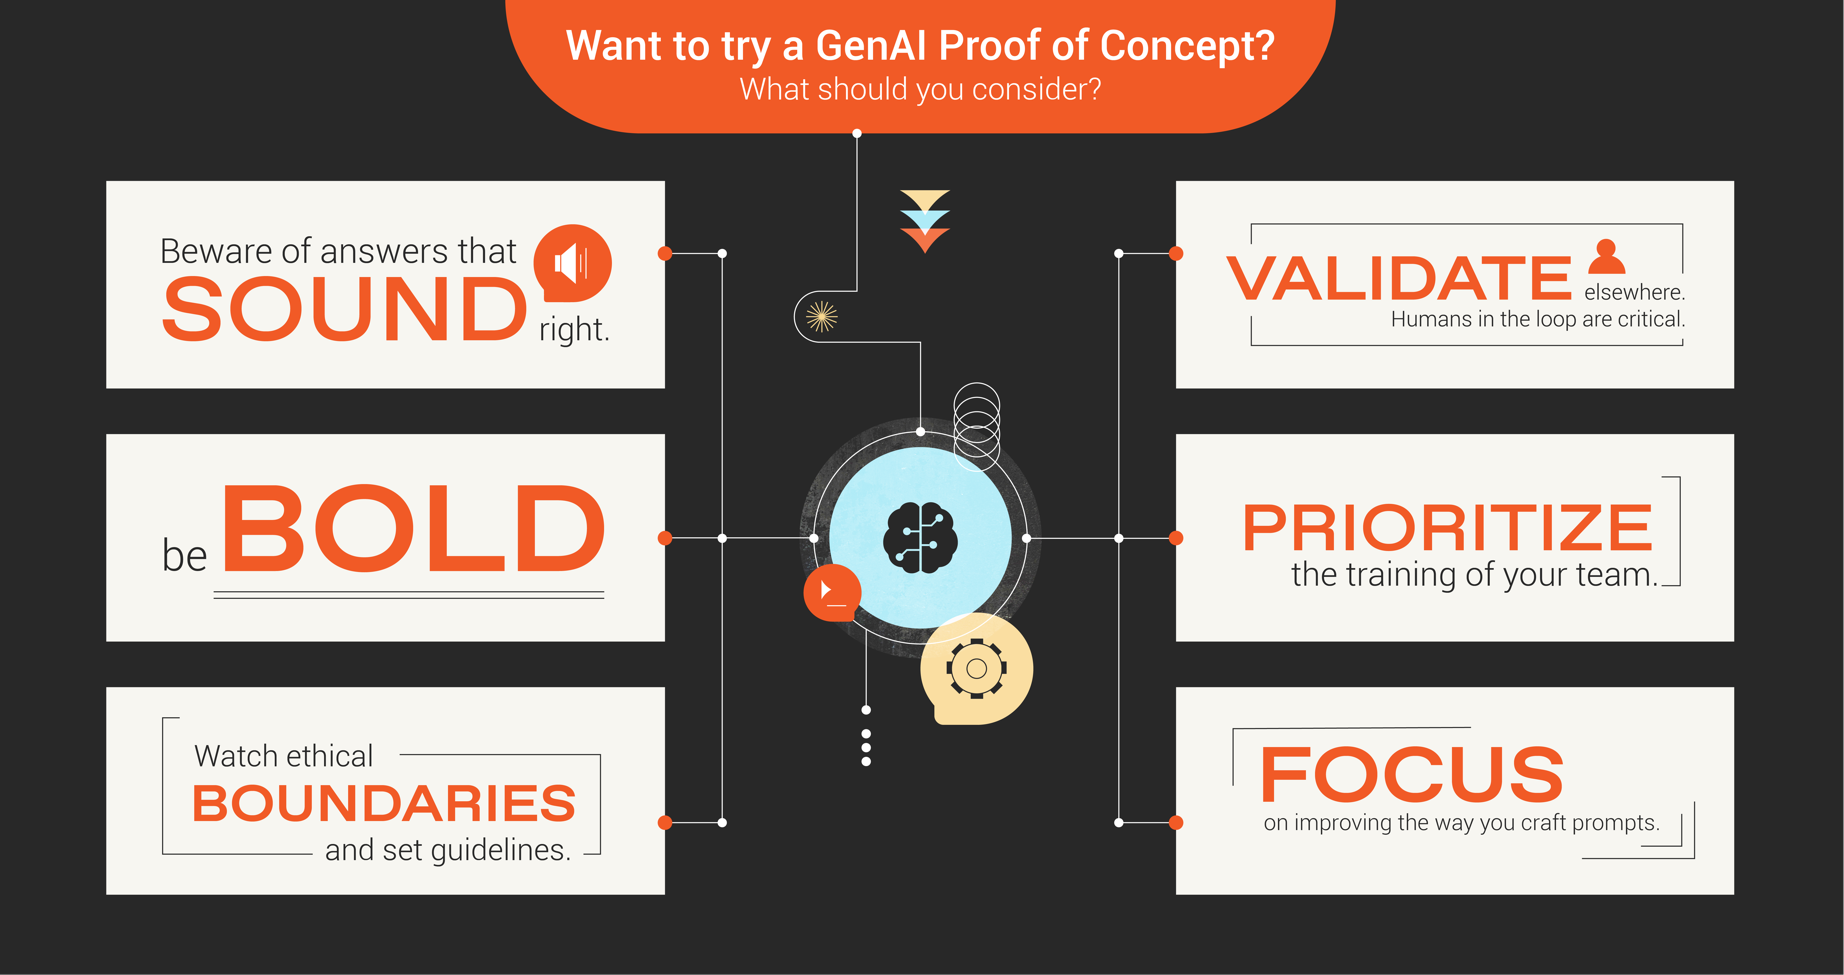 Want to try a GenAI Proof of Concept?
What should you consider?
Beware of answers that
SOUND
right.
be BOLD
Watch ethical
BOUNDARIES
and set guidelines.
VALIDATE
elsewhere.
Humans in the loop are critical.
PRIORITIZE
the training of your team.
FOCUS
on improving the way you craft prompts.